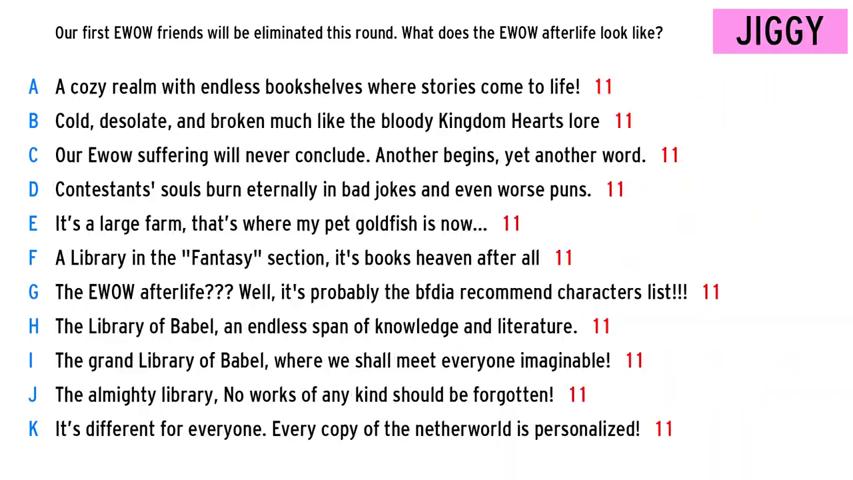 Our first EWOW friends will be eliminated this round. What does the EWOW afterlife look like?
JIGGY
A A cozy realm with endless bookshelves where stories come to life! 11
B Cold, desolate, and broken much like the bloody Kingdom Hearts lore 11
C Our Ewow suffering will never conclude. Another begins, yet another word. 11
D Contestants' souls burn eternally in bad jokes and even worse puns. 11
E It’s a large farm, that’s where my pet goldfish is now... 11
F A Library in the "Fantasy" section, it's books heaven after all 11
G The EWOW afterlife??? Well, it's probably the bfdia recommend characters list!!! 11
H The Library of Babel, an endless span of knowledge and literature. 11
I The grand Library of Babel, where we shall meet everyone imaginable! 11
J The almighty library, No works of any kind should be forgotten! 11
K It’s different for everyone. Every copy of the netherworld is personalized! 11